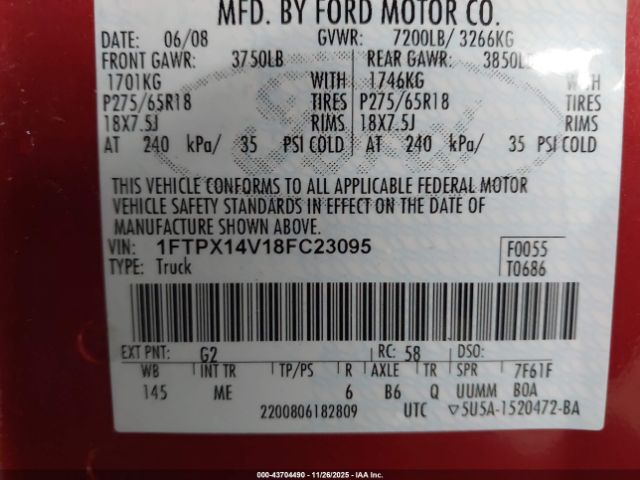 MFD. BY FORD MOTOR CO.
DATE: 06/08 GVWR: 7200LB/ 3266KG
FRONT GAWR: 3750LB REAR GAWR: 3850L
1701KG WITH 1746KG WITH
P275/65R18 TIRES P275/65R18 TIRES
18X7.5J RIMS 18X7.5J RIMS
AT 240 kPa/ 35 PSI COLD AT 240 kPa/ 35 PSI COLD
THIS VEHICLE CONFORMS TO ALL APPLICABLE FEDERAL MOTOR
VEHICLE SAFETY STANDARDS IN EFFECT ON THE DATE OF
MANUFACTURE SHOWN ABOVE.
VIN: 1FTPX14V18FC23095 F0055
TYPE: Truck T0686
EXT PNT: G2 RC: 58 DSO:
WB INT TR TP/PS R AXLE TR SPR 7F61F
145 ME 6 B6 Q UUMM BOA
2200806182809 UTC ▽5U5A-1520472-BA
000-43704490 - 11/26/2025 - IAA Inc.